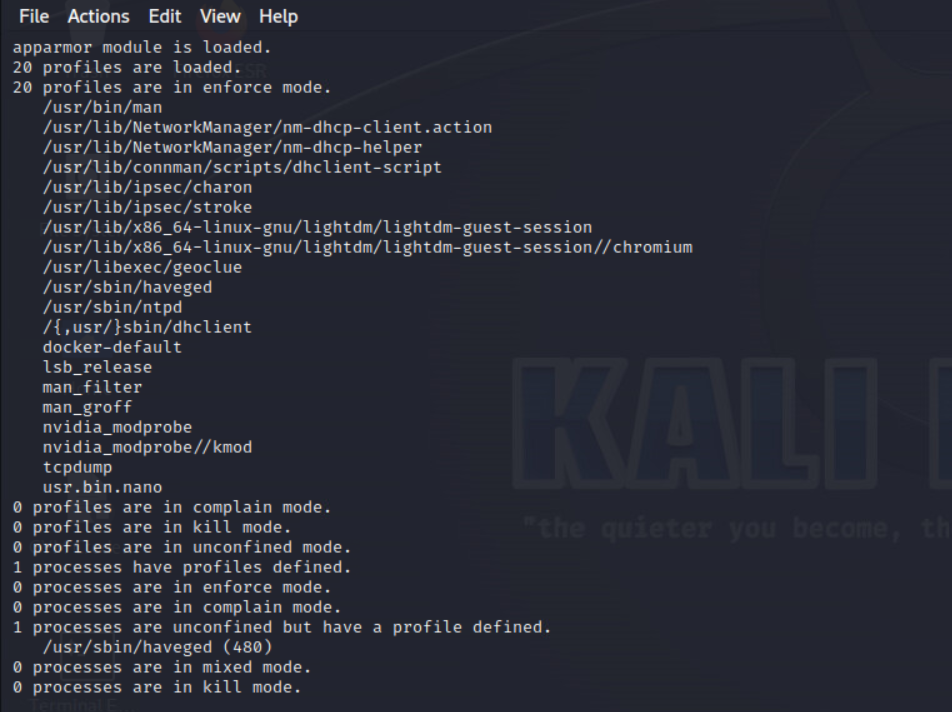 File Actions Edit View Help
apparmor module is loaded.
20 profiles are loaded.
20 profiles are in enforce mode.
/usr/bin/man
/usr/lib/NetworkManager/nm-dhcp-client.action
/usr/lib/NetworkManager/nm-dhcp-helper
/usr/lib/connman/scripts/dhclient-script
/usr/lib/ipsec/charon
/usr/lib/ipsec/stroke
/usr/lib/x86_64-linux-gnu/lightdm/lightdm-guest-session
/usr/lib/x86_64-linux-gnu/lightdm/lightdm-guest-session//chromium
/usr/libexec/geoclue
/usr/sbin/haveged
/usr/sbin/ntpd
/{,usr/}sbin/dhclient
docker-default
lsb_release
man_filter
man_groff
nvidia_modprobe
nvidia_modprobe//kmod
tcpdump
usr.bin.nano
0 profiles are in complain mode.
0 profiles are in kill mode.
0 profiles are in unconfined mode.
1 processes have profiles defined.
0 processes are in enforce mode.
0 processes are in complain mode.
1 processes are unconfined but have a profile defined.
/usr/sbin/haveged (480)
0 processes are in mixed mode.
0 processes are in kill mode.
KALI
"the quieter you become, th
Terminal E...